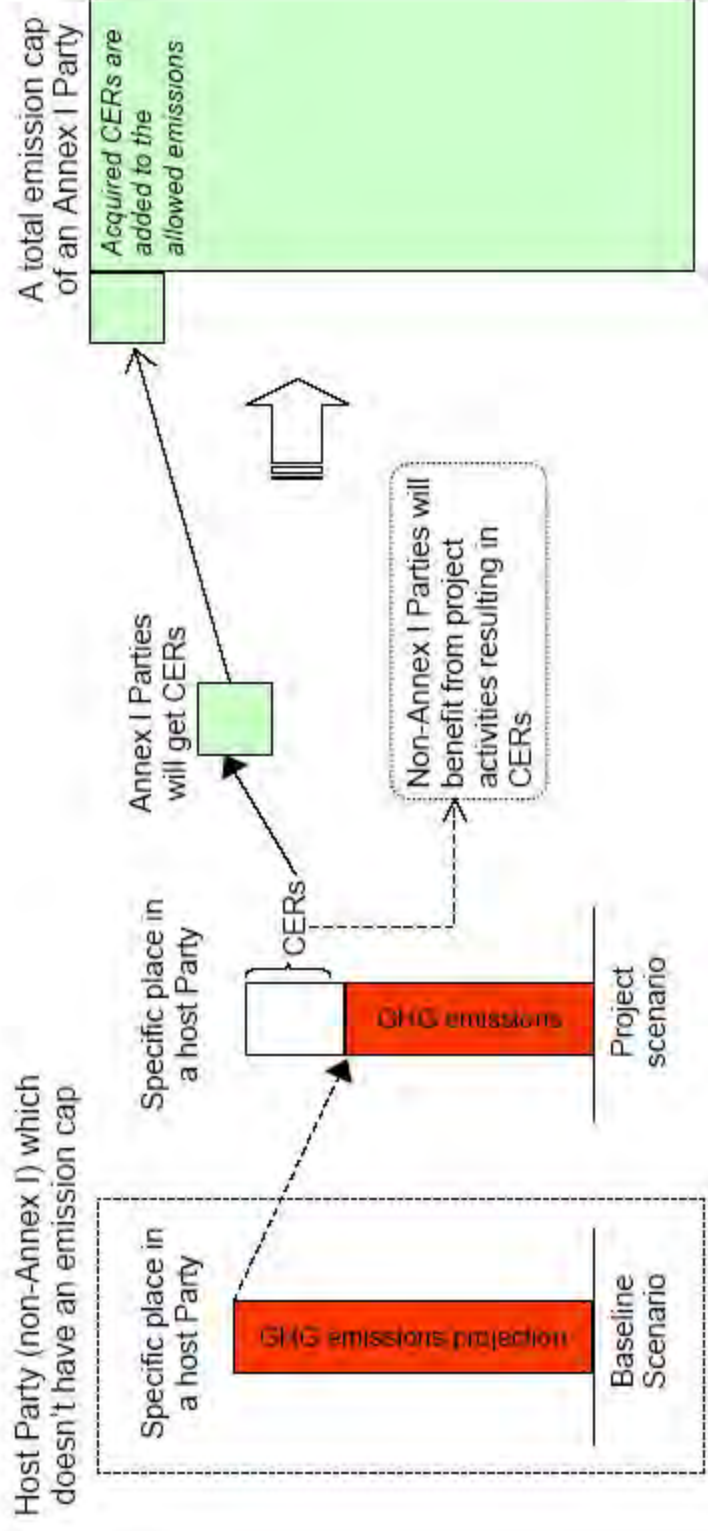 Host Party (non-Annex I) which
doesn't have an emission cap
Specific place in
a host Party
GHG emissions projection
Baseline
Scenario
Specific place in
a host Party
CERs
GHG emissions
Project
scenario
Annex I Parties
will get CERs
Non-Annex I Parties will
benefit from project
activities resulting in
CERs
A total emission cap
of an Annex I Party
Acquired CERs are
added to the
allowed emissions